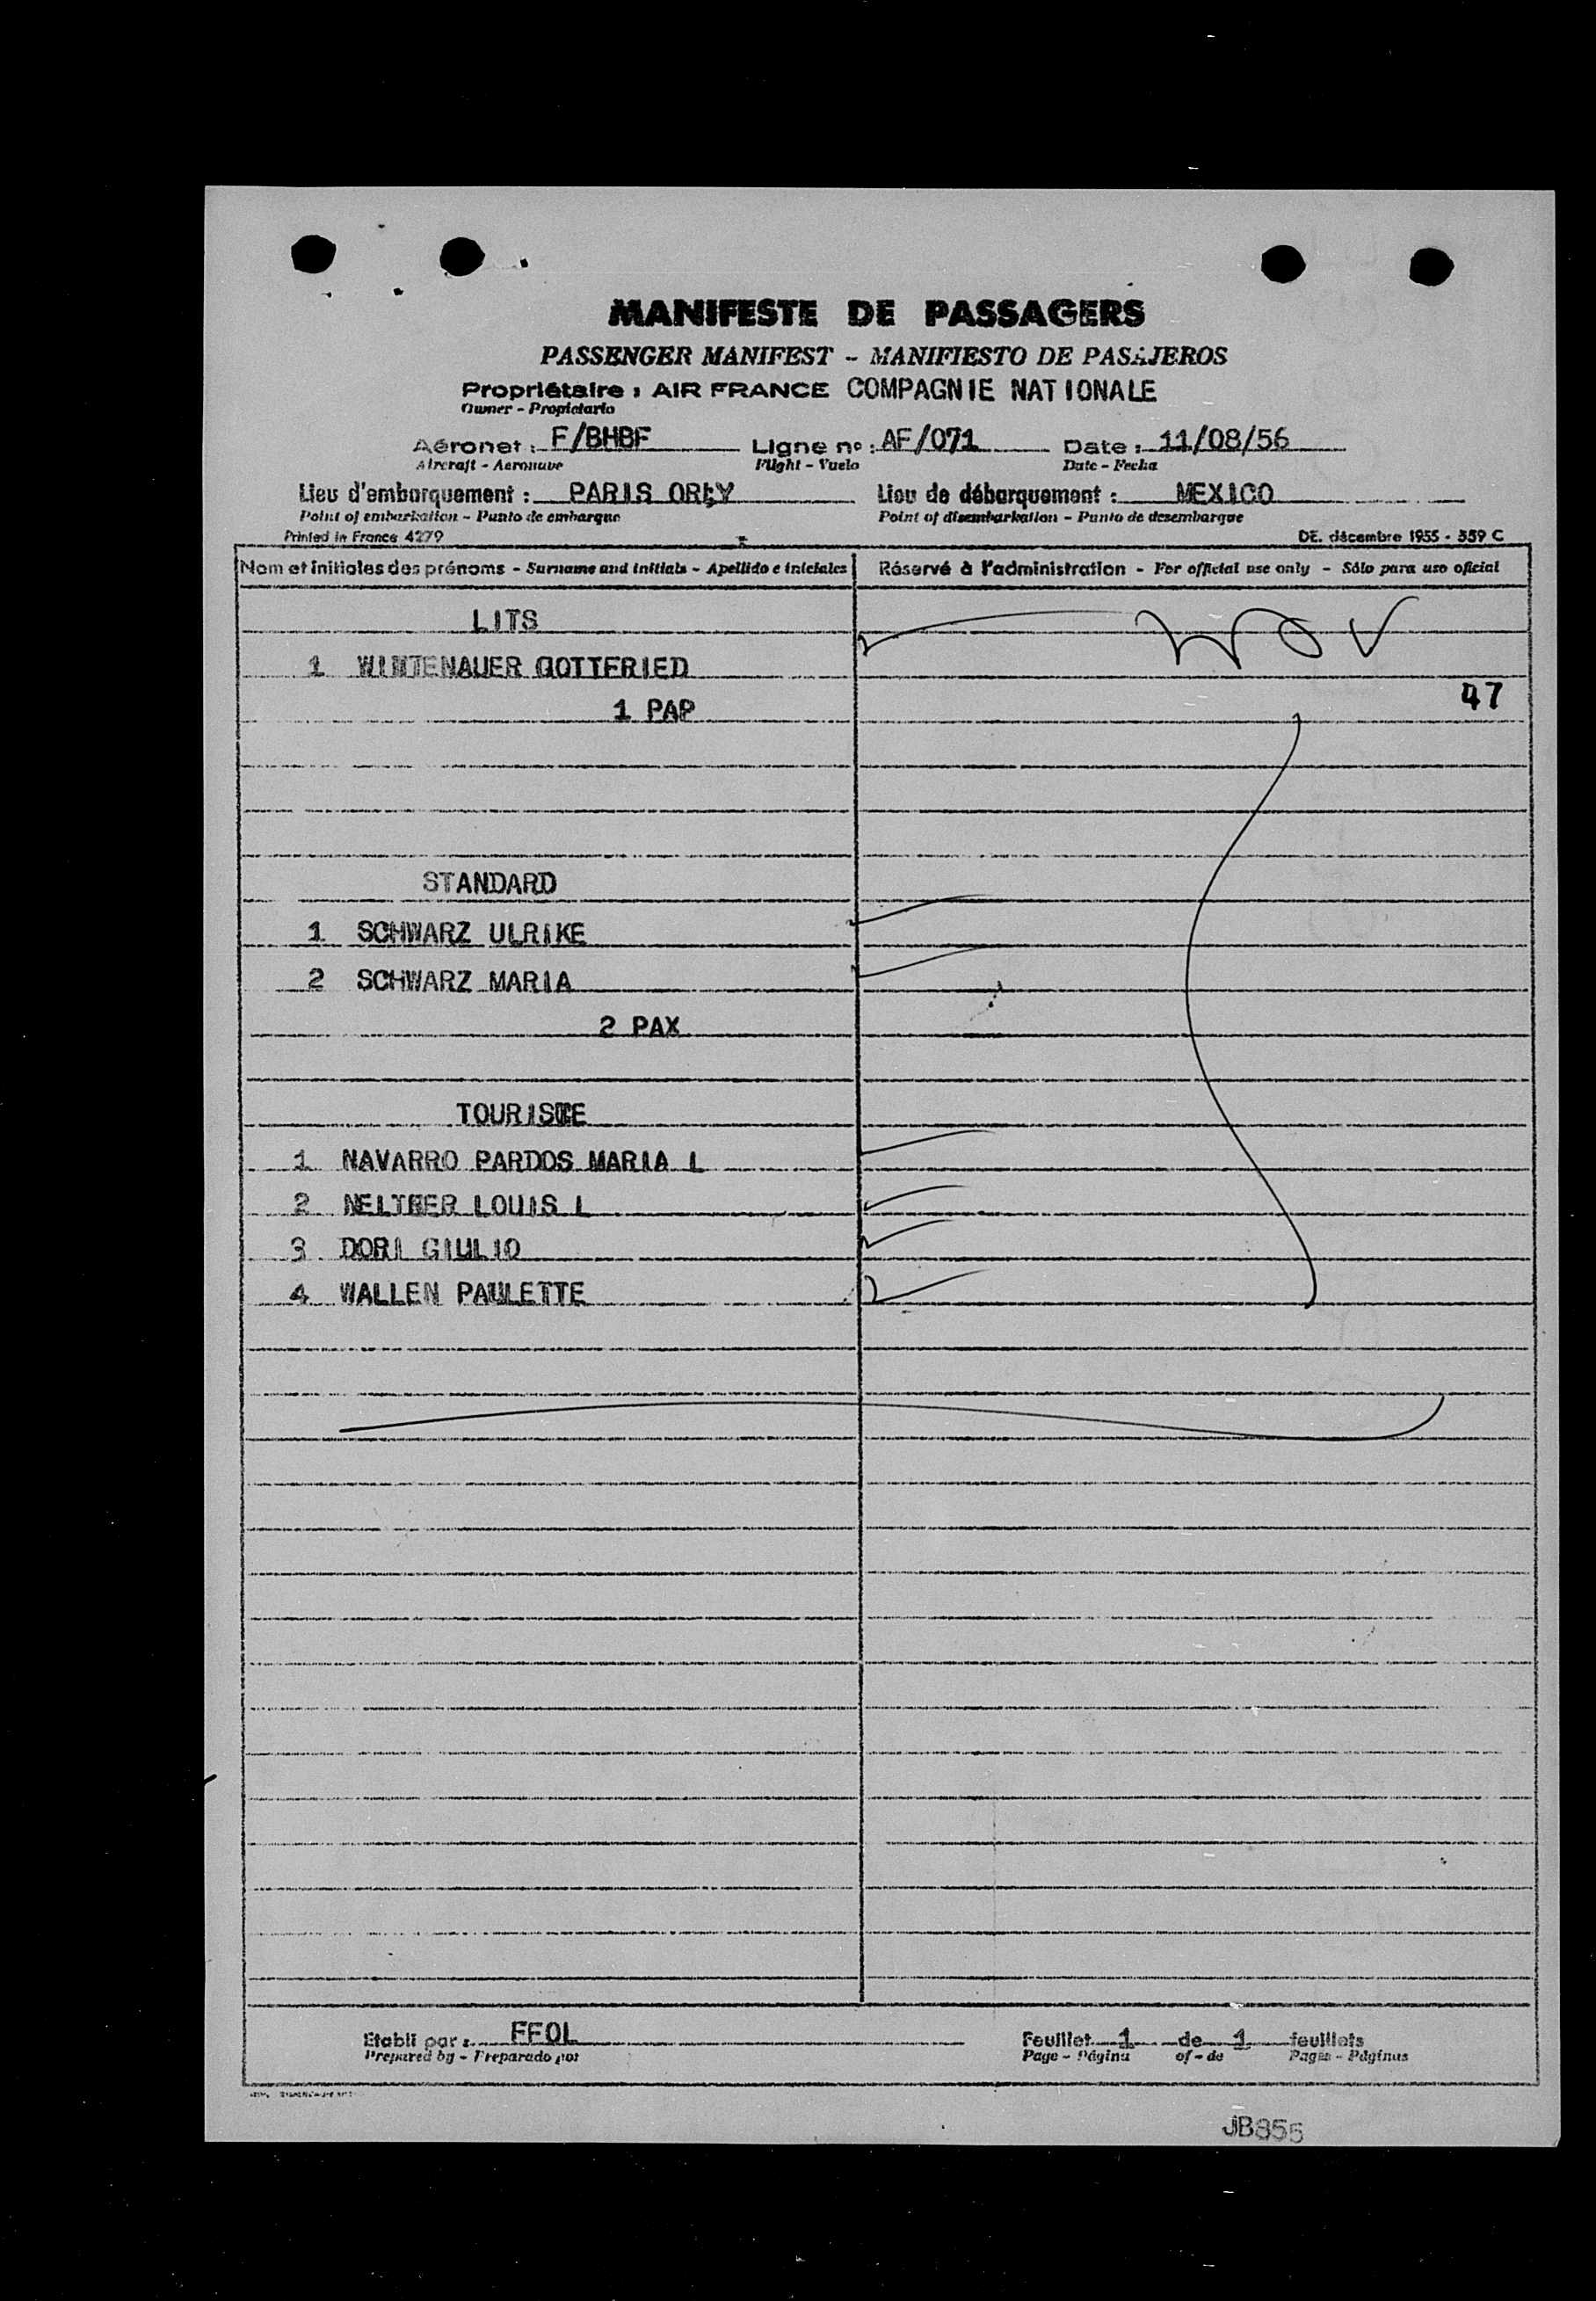 MANIFESTE DE PASSAGERS
PASSENGER MANIFEST - MANIFIESTO DE PASAJEROS
Propriétaire : AIR FRANCE COMPAGNIE NATIONALE
Owner - Propietario
Aéronef : F/BHBF Ligne nº : AF/071 Date : 11/08/56
Aircraft - Aeronave Flight - Vuelo Date - Fecha
Lieu d'embarquement : PARIS ORLY Lieu de débarquement : MEXICO
Point of embarkation - Punto de embarque Point of disembarkation - Punto de desembarque
Printed in France 4279 DE. décembre 1955 - 359 C
Nom et initiales des prénoms - Surname and initials - Apellido e iniciales Réservé à l'administration - For official use only - Sólo para uso oficial
LITS
1 WINTENAUER GOTTFRIED
1 PAP 47
STANDARD
1 SCHWARZ ULRIKE
2 SCHWARZ MARIA
2 PAX
TOURISTE
1 NAVARRO PARDOS MARIA L
2 LOUIS L
3 DORI GIULIO
4 WALLEN PAULETTE
Etabli par : FFOL Feuillet 1 de 1 feuillets
Prepared by - Preparado por Page - Página of - de Pages - Páginas
JB855